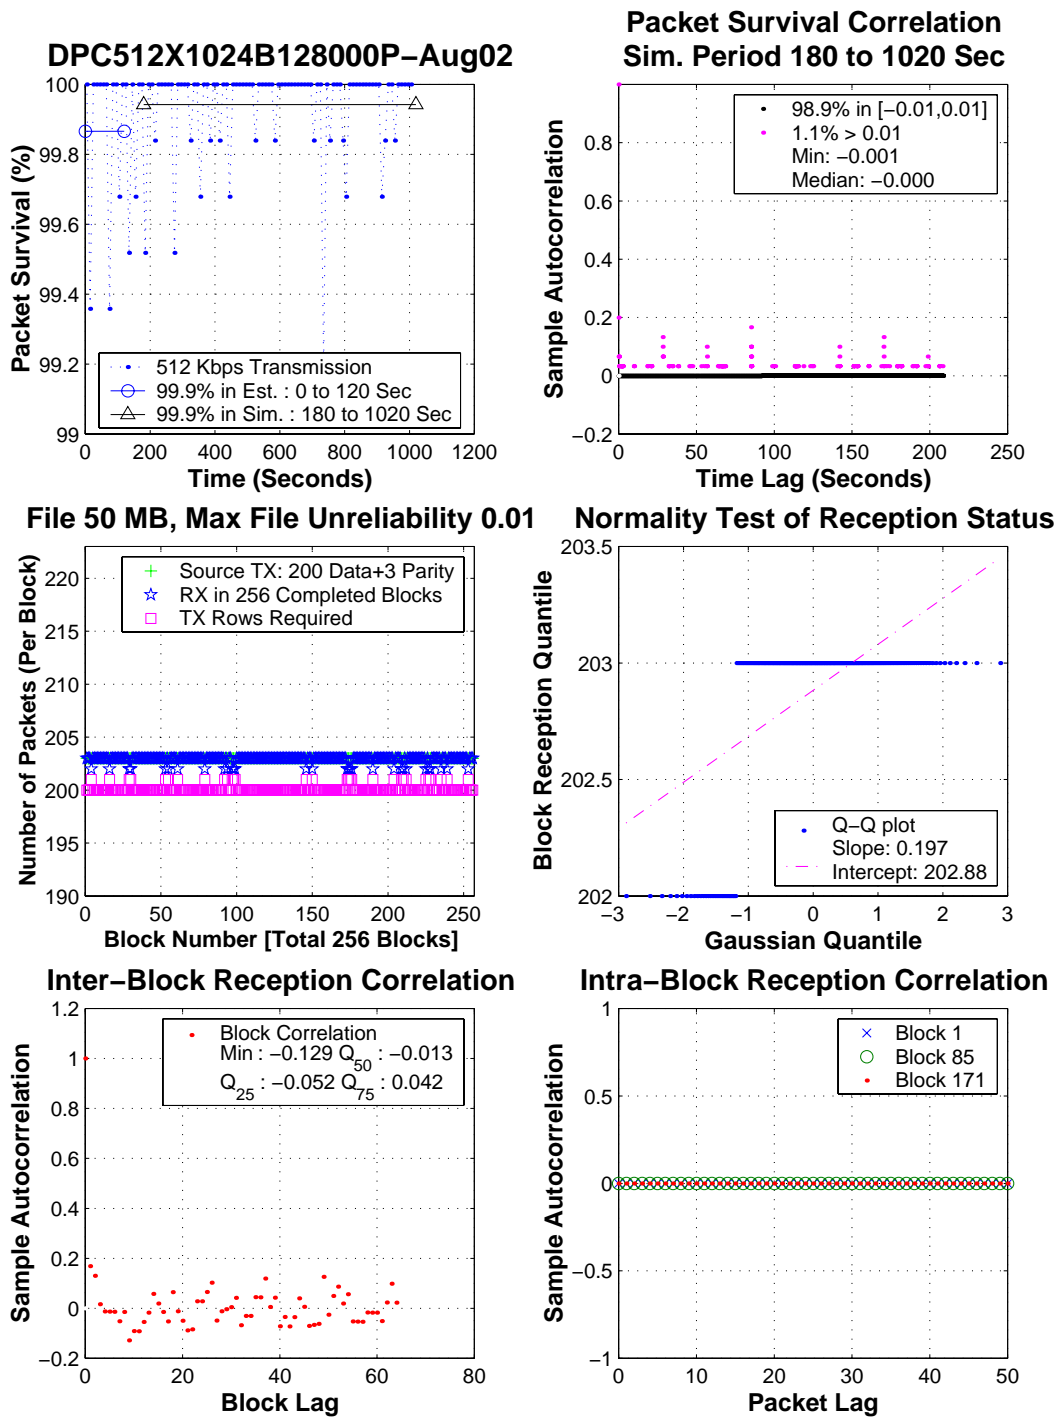 DPC512X1024B128000P−Aug02
100
99.8
99.6
99.4
99.2
99
0 200 400 600 800 1000 1200
Packet Survival (%)
Time (Seconds)
512 Kbps Transmission
99.9% in Est. : 0 to 120 Sec
99.9% in Sim. : 180 to 1020 Sec
Packet Survival Correlation
Sim. Period 180 to 1020 Sec
0.8
0.6
0.4
0.2
0
−0.2
0 50 100 150 200 250
Sample Autocorrelation
Time Lag (Seconds)
98.9% in [−0.01,0.01]
1.1% > 0.01
Min: −0.001
Median: −0.000
File 50 MB, Max File Unreliability 0.01
220
215
210
205
200
195
190
0 50 100 150 200 250
Number of Packets (Per Block)
Block Number [Total 256 Blocks]
Source TX: 200 Data+3 Parity
RX in 256 Completed Blocks
TX Rows Required
Normality Test of Reception Status
203.5
203
202.5
202
−3 −2 −1 0 1 2 3
Block Reception Quantile
Gaussian Quantile
Q−Q plot
Slope: 0.197
Intercept: 202.88
Inter−Block Reception Correlation
1.2
1
0.8
0.6
0.4
0.2
0
−0.2
0 20 40 60 80
Sample Autocorrelation
Block Lag
Block Correlation
Min : −0.129 Q50 : −0.013
Q25 : −0.052 Q75 : 0.042
Intra−Block Reception Correlation
1
0.5
0
−0.5
−1
0 10 20 30 40 50
Sample Autocorrelation
Packet Lag
Block 1
Block 85
Block 171